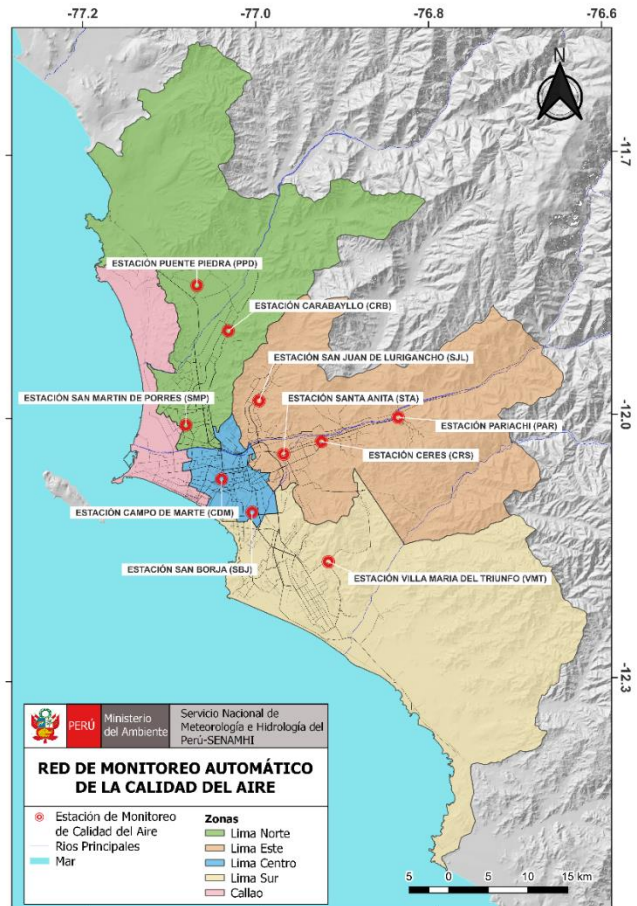 -77.2
-77.0
-76.8
-76.6
N
-11.7
ESTACIÓN PUENTE PIEDRA (PPD)
ESTACIÓN CARABAYLLO (CRB)
ESTACIÓN SAN JUAN DE LURIGANCHO (SJL)
ESTACIÓN SAN MARTIN DE PORRES (SMP)
ESTACIÓN SANTA ANITA (STA)
-12.0
ESTACIÓN PARIACHI (PAR)
ESTACIÓN CERES (CRS)
ESTACIÓN CAMPO DE MARTE (CDM)
ESTACIÓN SAN BORJA (SBJ)
ESTACIÓN VILLA MARIA DEL TRIUNFO (VMT)
-12.3
PERÚ
Ministerio
del Ambiente
Servicio Nacional de
Meteorología e Hidrología del
Perú-SENAMHI
RED DE MONITOREO AUTOMÁTICO
DE LA CALIDAD DEL AIRE
Estación de Monitoreo
de Calidad del Aire
Rios Principales
Mar
Zonas
Lima Norte
Lima Este
Lima Centro
Lima Sur
Callao
5 0 5 10 15 km